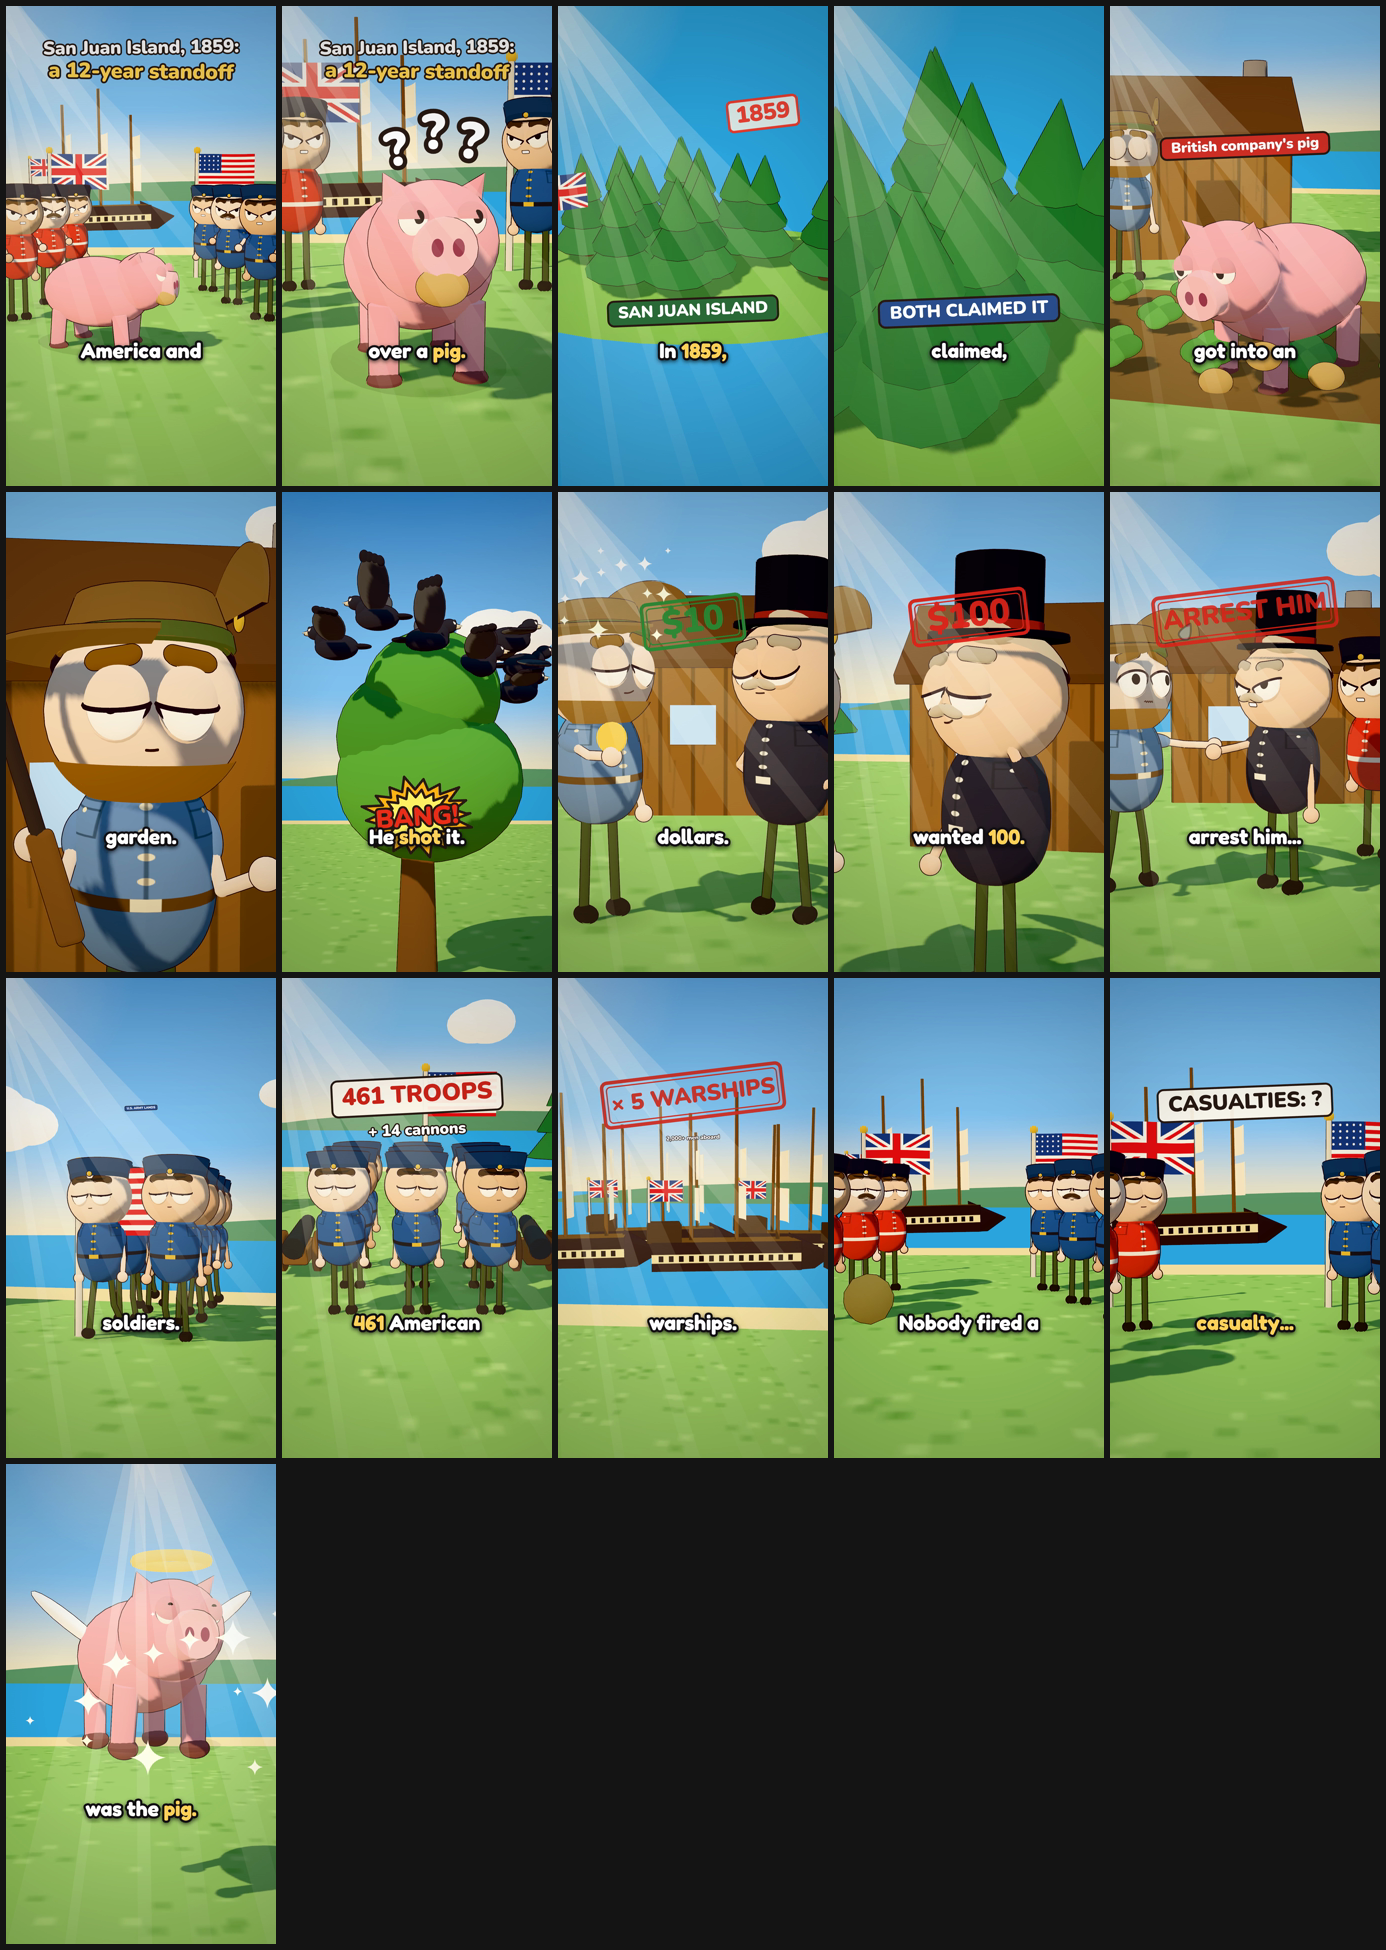 San Juan Island, 1859:
a 12-year standoff
America and
San Juan Island, 1859:
a 12-year standoff
? ? ?
over a pig.
1859
SAN JUAN ISLAND
In 1859,
BOTH CLAIMED IT
claimed,
British company's pig
got into an
garden.
BANG!
He shot it.
$10
dollars.
$100
wanted 100.
ARREST HIM
arrest him...
U.S. ARMY LANDS
soldiers.
461 TROOPS
+ 14 cannons
461 American
× 5 WARSHIPS
warships.
Nobody fired a
CASUALTIES: ?
casualty...
was the pig.